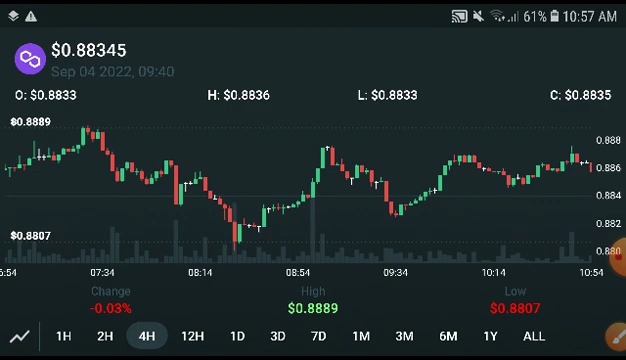 61% 10:57 AM
$0.88345
Sep 04 2022, 09:40
O: $0.8833 H: $0.8836 L: $0.8833 C: $0.8835
$0.8889
0.888
0.886
0.884
0.882
$0.8807
0.880
6:54 07:34 08:14 08:54 09:34 10:14 10:54
Change High Low
-0.03% $0.8889 $0.8807
1H 2H 4H 12H 1D 3D 7D 1M 3M 6M 1Y ALL